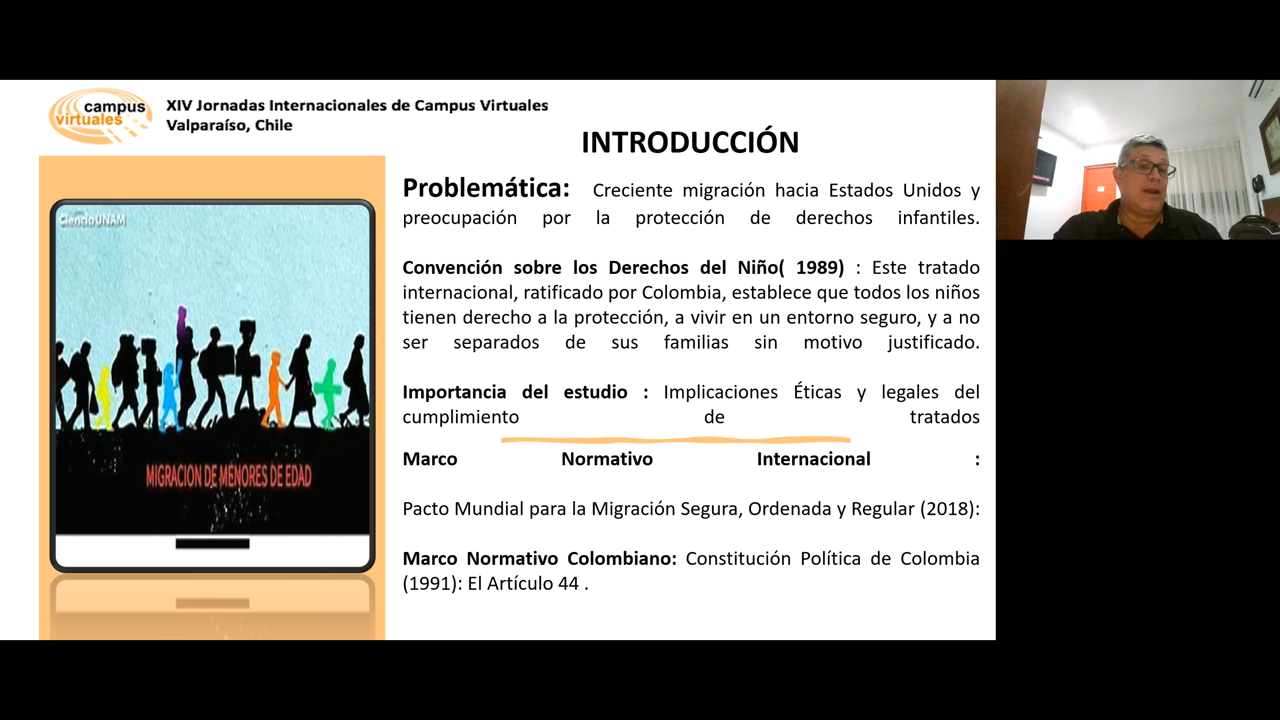 campus
virtuales
XIV Jornadas Internacionales de Campus Virtuales
Valparaíso, Chile
INTRODUCCIÓN
CienciaUNAM
MIGRACION DE MENORES DE EDAD
Problemática: Creciente migración hacia Estados Unidos y
preocupación por la protección de derechos infantiles.
Convención sobre los Derechos del Niño( 1989) : Este tratado
internacional, ratificado por Colombia, establece que todos los niños
tienen derecho a la protección, a vivir en un entorno seguro, y a no
ser separados de sus familias sin motivo justificado.
Importancia del estudio : Implicaciones Éticas y legales del
cumplimiento de tratados
Marco Normativo Internacional :
Pacto Mundial para la Migración Segura, Ordenada y Regular (2018):
Marco Normativo Colombiano: Constitución Política de Colombia
(1991): El Artículo 44 .